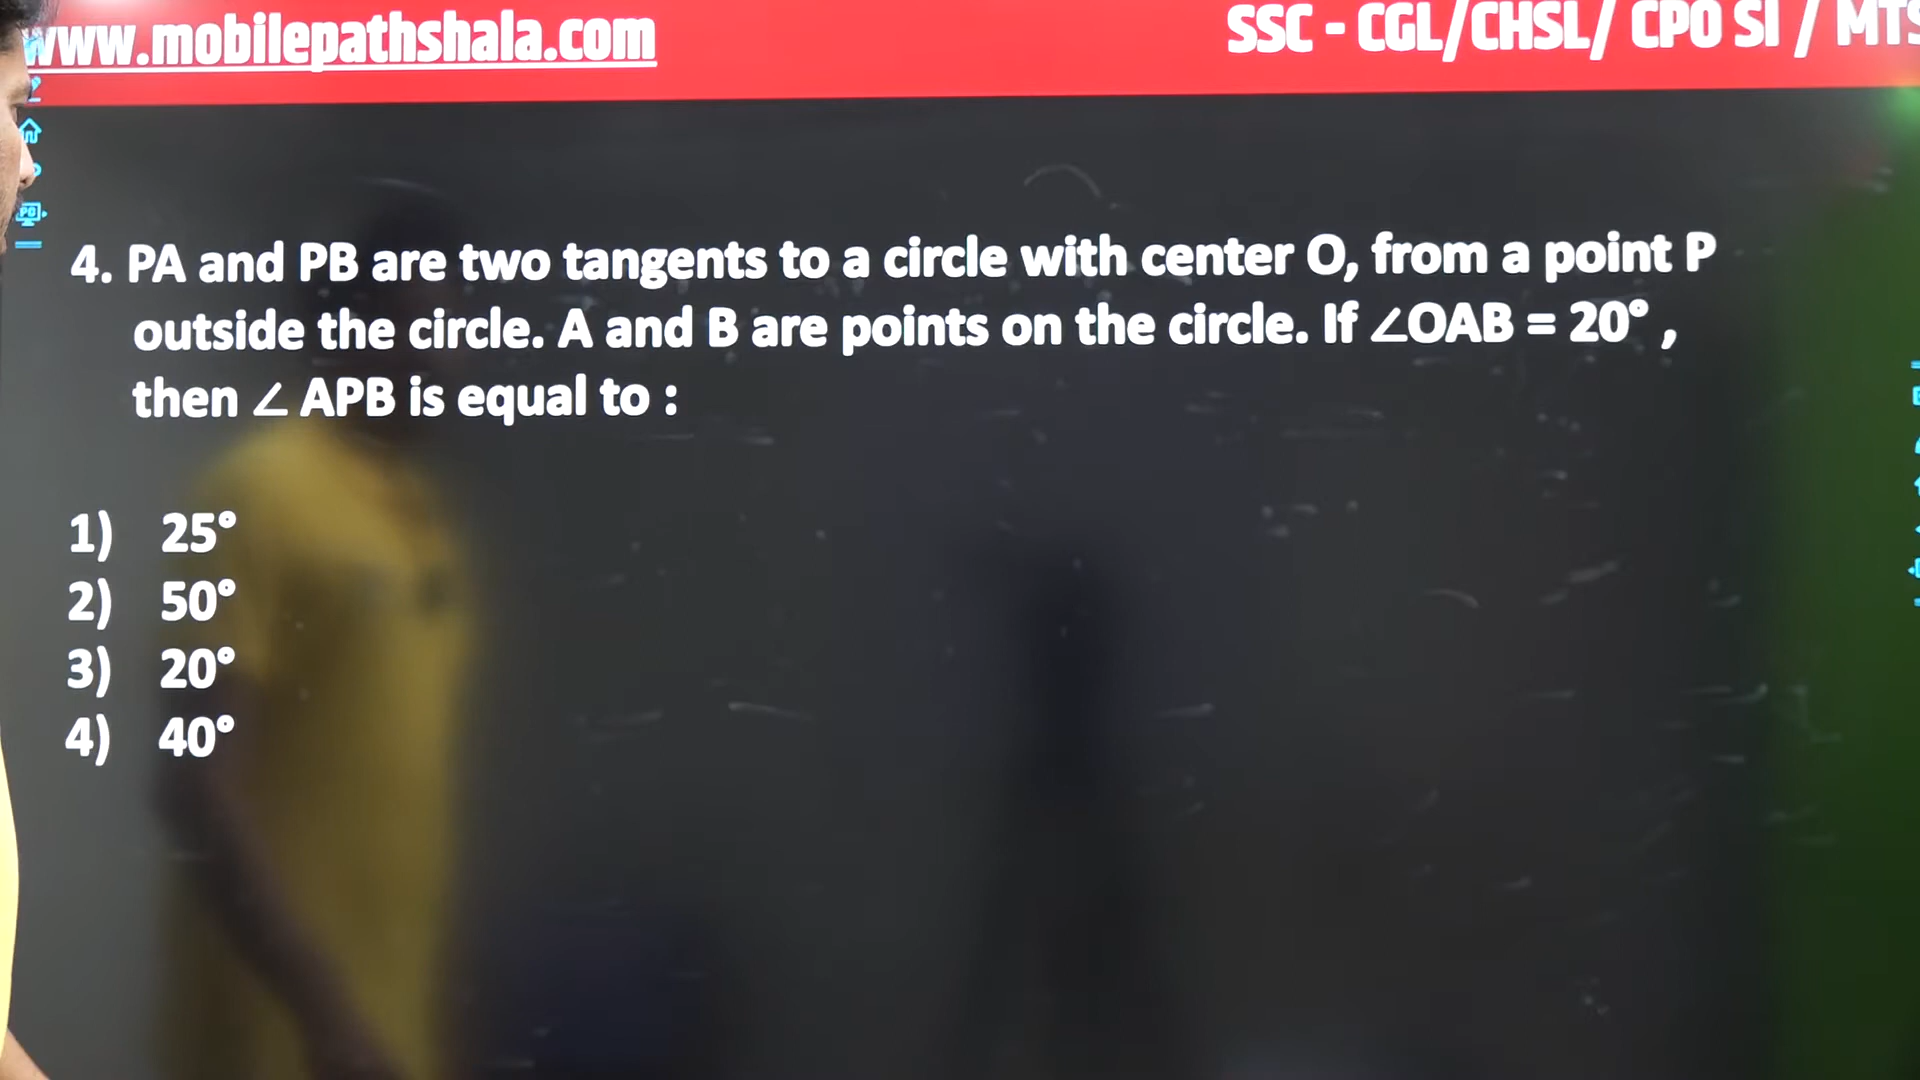 www.mobilepathshala.com
SSC - CGL/CHSL/ CPO SI / MTS
4. PA and PB are two tangents to a circle with center O, from a point P
outside the circle. A and B are points on the circle. If ∠OAB = 20° ,
then ∠ APB is equal to :
1) 25°
2) 50°
3) 20°
4) 40°